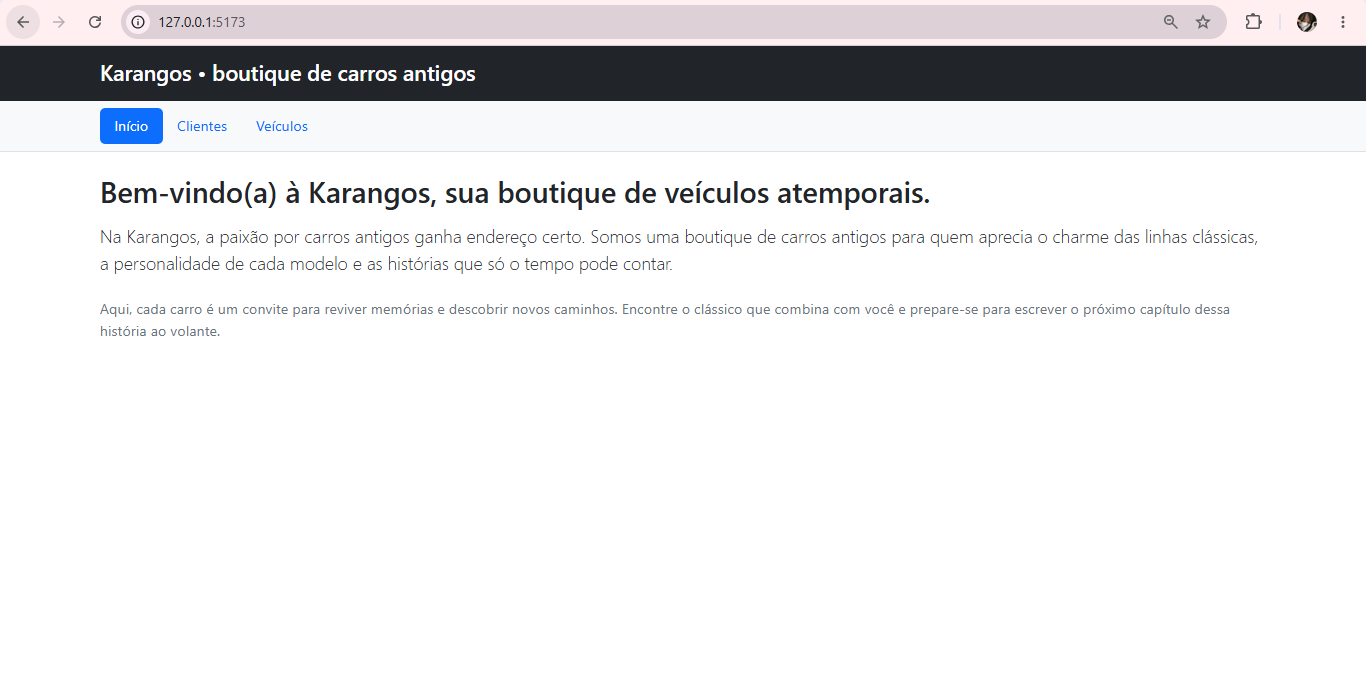 127.0.0.1:5173
Karangos • boutique de carros antigos
Início Clientes Veículos
Bem-vindo(a) à Karangos, sua boutique de veículos atemporais.
Na Karangos, a paixão por carros antigos ganha endereço certo. Somos uma boutique de carros antigos para quem aprecia o charme das linhas clássicas,
a personalidade de cada modelo e as histórias que só o tempo pode contar.
Aqui, cada carro é um convite para reviver memórias e descobrir novos caminhos. Encontre o clássico que combina com você e prepare-se para escrever o próximo capítulo dessa
história ao volante.